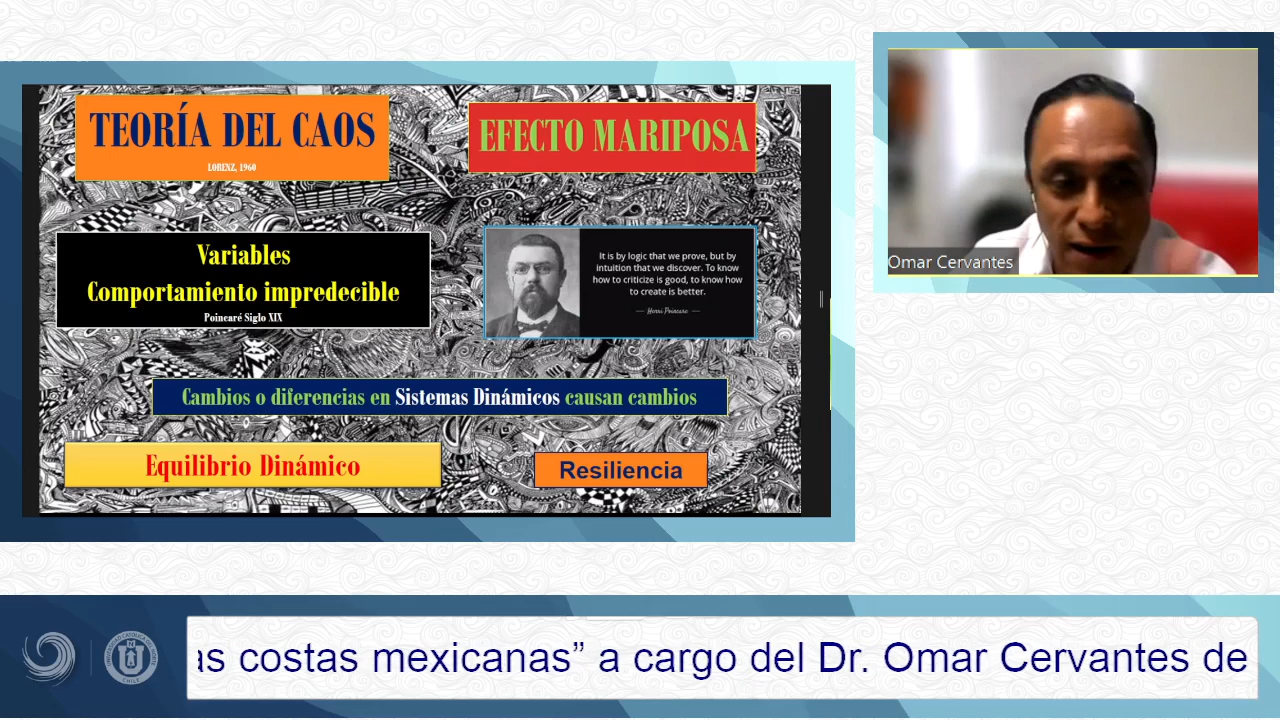 TEORÍA DEL CAOS
LORENZ, 1960
EFECTO MARIPOSA
Variables
Comportamiento impredecible
Poincaré Siglo XIX
It is by logic that we prove, but by
intuition that we discover. To know
how to criticize is good, to know how
to create is better.
Henri Poincare
Cambios o diferencias en Sistemas Dinámicos causan cambios
Equilibrio Dinámico
Resiliencia
Omar Cervantes
as costas mexicanas” a cargo del Dr. Omar Cervantes de
CHILE